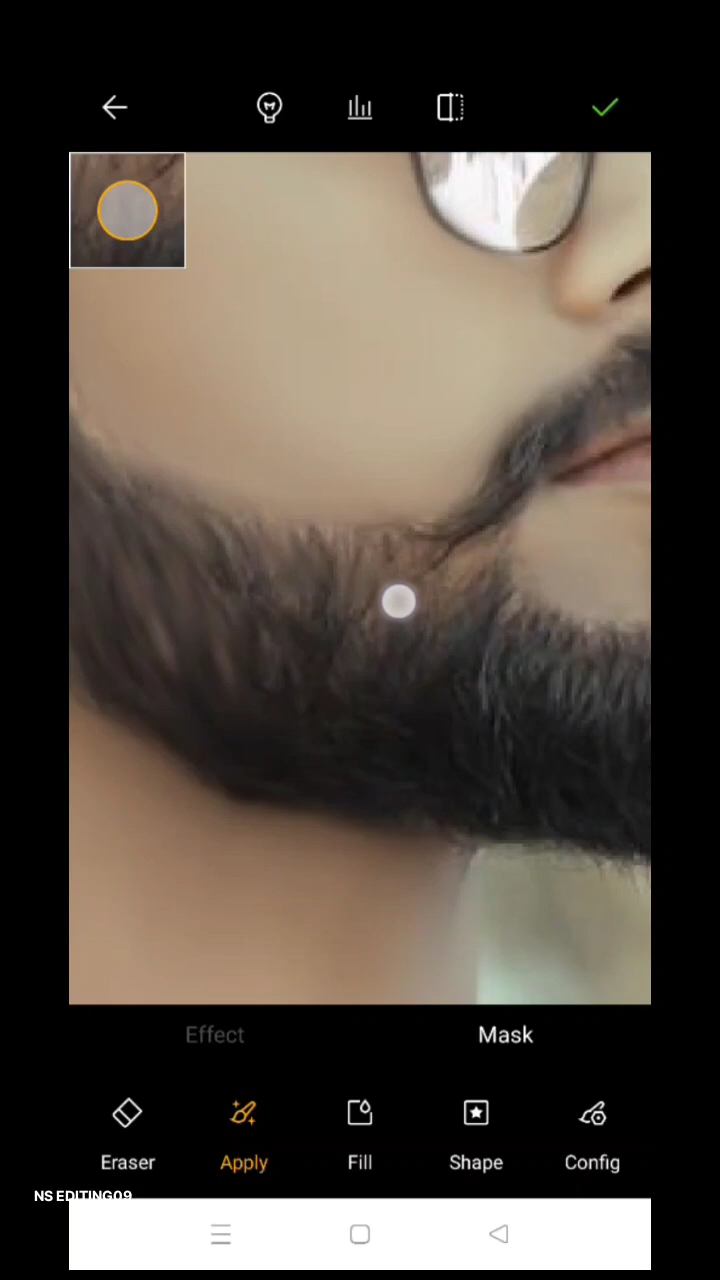 Effect
Mask
Eraser
Apply
Fill
Shape
Config
NS EDITING09